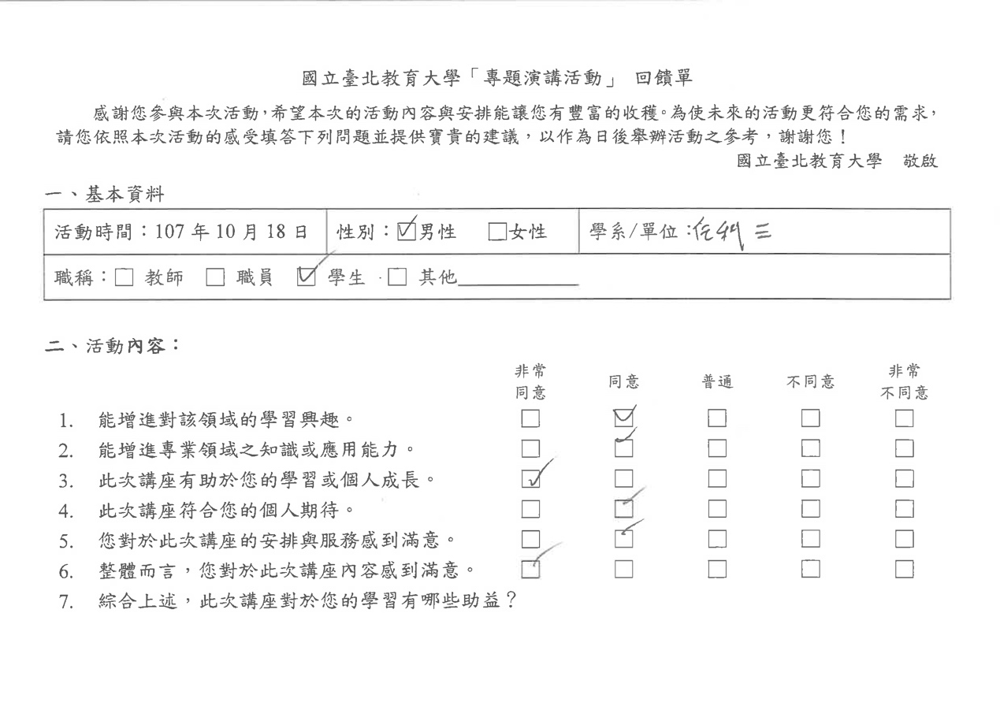 國立臺北教育大學「專題演講活動」 回饋單
感謝您參與本次活動,希望本次的活動內容與安排能讓您有豐富的收穫。為使未來的活動更符合您的需求,
請您依照本次活動的感受填答下列問題並提供寶貴的建議,以作為日後舉辦活動之參考,謝謝您!
國立臺北教育大學 敬啟
一、基本資料
活動時間:107 年 10 月 18 日 性別:☑男性 □女性 學系/單位: 三
職稱:□ 教師 □ 職員 ☑ 學生 □ 其他
二、活動內容:
非常同意 同意 普通 不同意 非常不同意
1. 能增進對該領域的學習興趣。 □ ☑ □ □ □
2. 能增進專業領域之知識或應用能力。 □ ☑ □ □ □
3. 此次講座有助於您的學習或個人成長。 ☑ □ □ □ □
4. 此次講座符合您的個人期待。 □ ☑ □ □ □
5. 您對於此次講座的安排與服務感到滿意。 □ ☑ □ □ □
6. 整體而言,您對於此次講座內容感到滿意。 ☑ □ □ □ □
7. 綜合上述,此次講座對於您的學習有哪些助益?